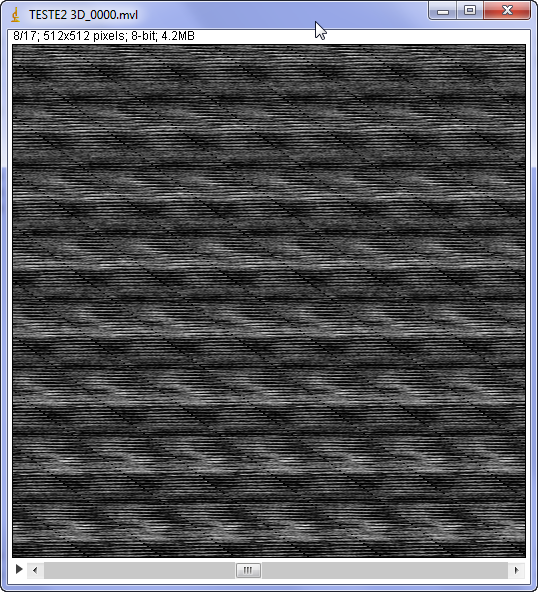 TESTE2 3D_0000.mvl
8/17; 512x512 pixels; 8-bit; 4.2MB